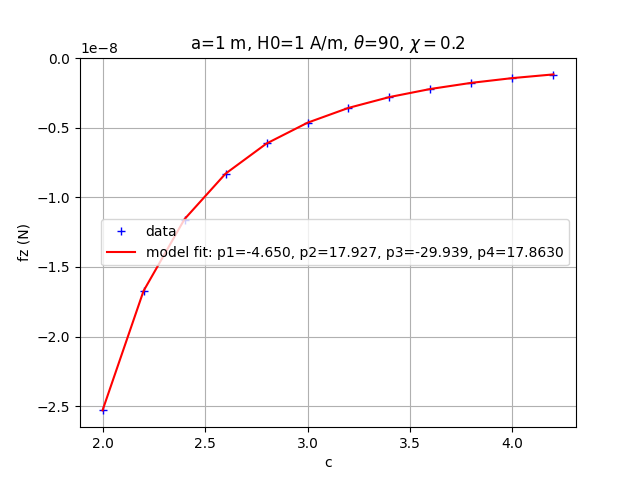 a=1 m, H0=1 A/m, θ=90, χ = 0.2
1e−8
0.0
−0.5
−1.0
−1.5
−2.0
−2.5
fz (N)
data
model fit: p1=-4.650, p2=17.927, p3=-29.939, p4=17.8630
2.0 2.5 3.0 3.5 4.0
c